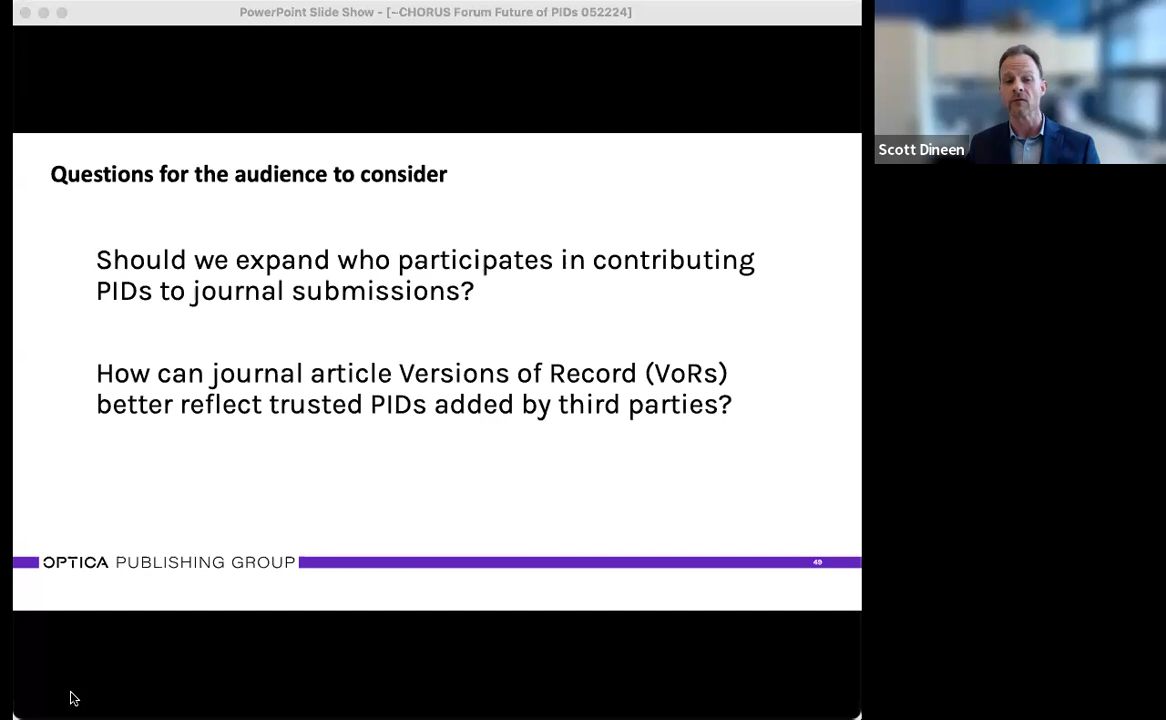 PowerPoint Slide Show - [~CHORUS Forum Future of PIDs 052224]
Scott Dineen
Questions for the audience to consider
Should we expand who participates in contributing
PIDs to journal submissions?
How can journal article Versions of Record (VoRs)
better reflect trusted PIDs added by third parties?
OPTICA PUBLISHING GROUP
49